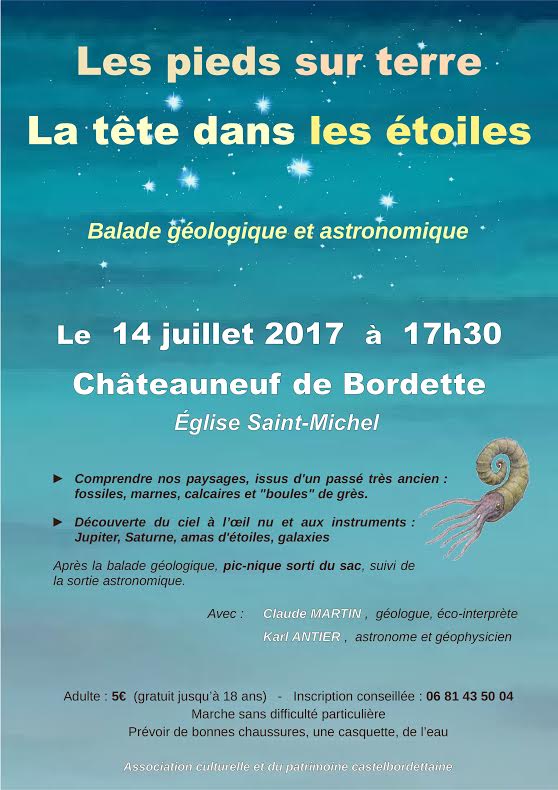 Les pieds sur terre
La tête dans les étoiles
Balade géologique et astronomique
Le 14 juillet 2017 à 17h30
Châteauneuf de Bordette
Église Saint-Michel
► Comprendre nos paysages, issus d'un passé très ancien :
fossiles, marnes, calcaires et "boules" de grès.
► Découverte du ciel à l'œil nu et aux instruments :
Jupiter, Saturne, amas d'étoiles, galaxies
Après la balade géologique, pic-nique sorti du sac, suivi de
la sortie astronomique.
Avec : Claude MARTIN , géologue, éco-interprète
Karl ANTIER , astronome et géophysicien
Adulte : 5€ (gratuit jusqu'à 18 ans) - Inscription conseillée : 06 81 43 50 04
Marche sans difficulté particulière
Prévoir de bonnes chaussures, une casquette, de l'eau
Association culturelle et du patrimoine castelbordettaine